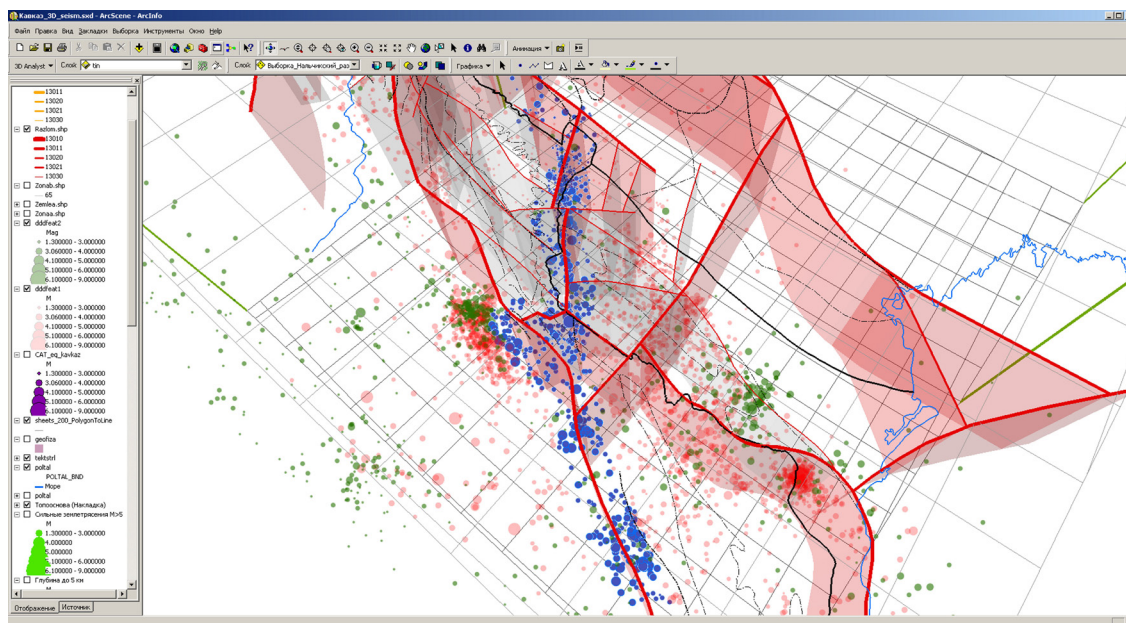 Кавказ_3D_seism.sxd - ArcScene - ArcInfo
Файл Правка Вид Закладки Выборка Инструменты Окно Help
Анимация
3D Analyst Слой: tin Слой: Выборка_Нальчикский_раз Графика
13011
13020
13021
13030
Razlom.shp
13010
13011
13020
13021
13030
Zonab.shp
65
Zemlea.shp
Zonaa.shp
dddfeat2
Mag
1.300000 - 3.000000
3.060000 - 4.000000
4.100000 - 5.000000
5.100000 - 6.000000
6.100000 - 9.000000
dddfeat1
M
1.300000 - 3.000000
3.060000 - 4.000000
4.100000 - 5.000000
5.100000 - 6.000000
6.100000 - 9.000000
CAT_eq_kavkaz
M
1.300000 - 3.000000
3.060000 - 4.000000
4.100000 - 5.000000
5.100000 - 6.000000
6.100000 - 9.000000
sheets_200_PolygonToLine
geofiza
tektstrl
poltal
POLTAL_BND
Море
poltal
Топооснова (Накладка)
Сильные землетрясения M>5
M
1.300000 - 3.000000
4.000000
5.000000
5.100000 - 6.000000
6.100000 - 9.000000
Глубина до 5 км
M
Отображение Источник